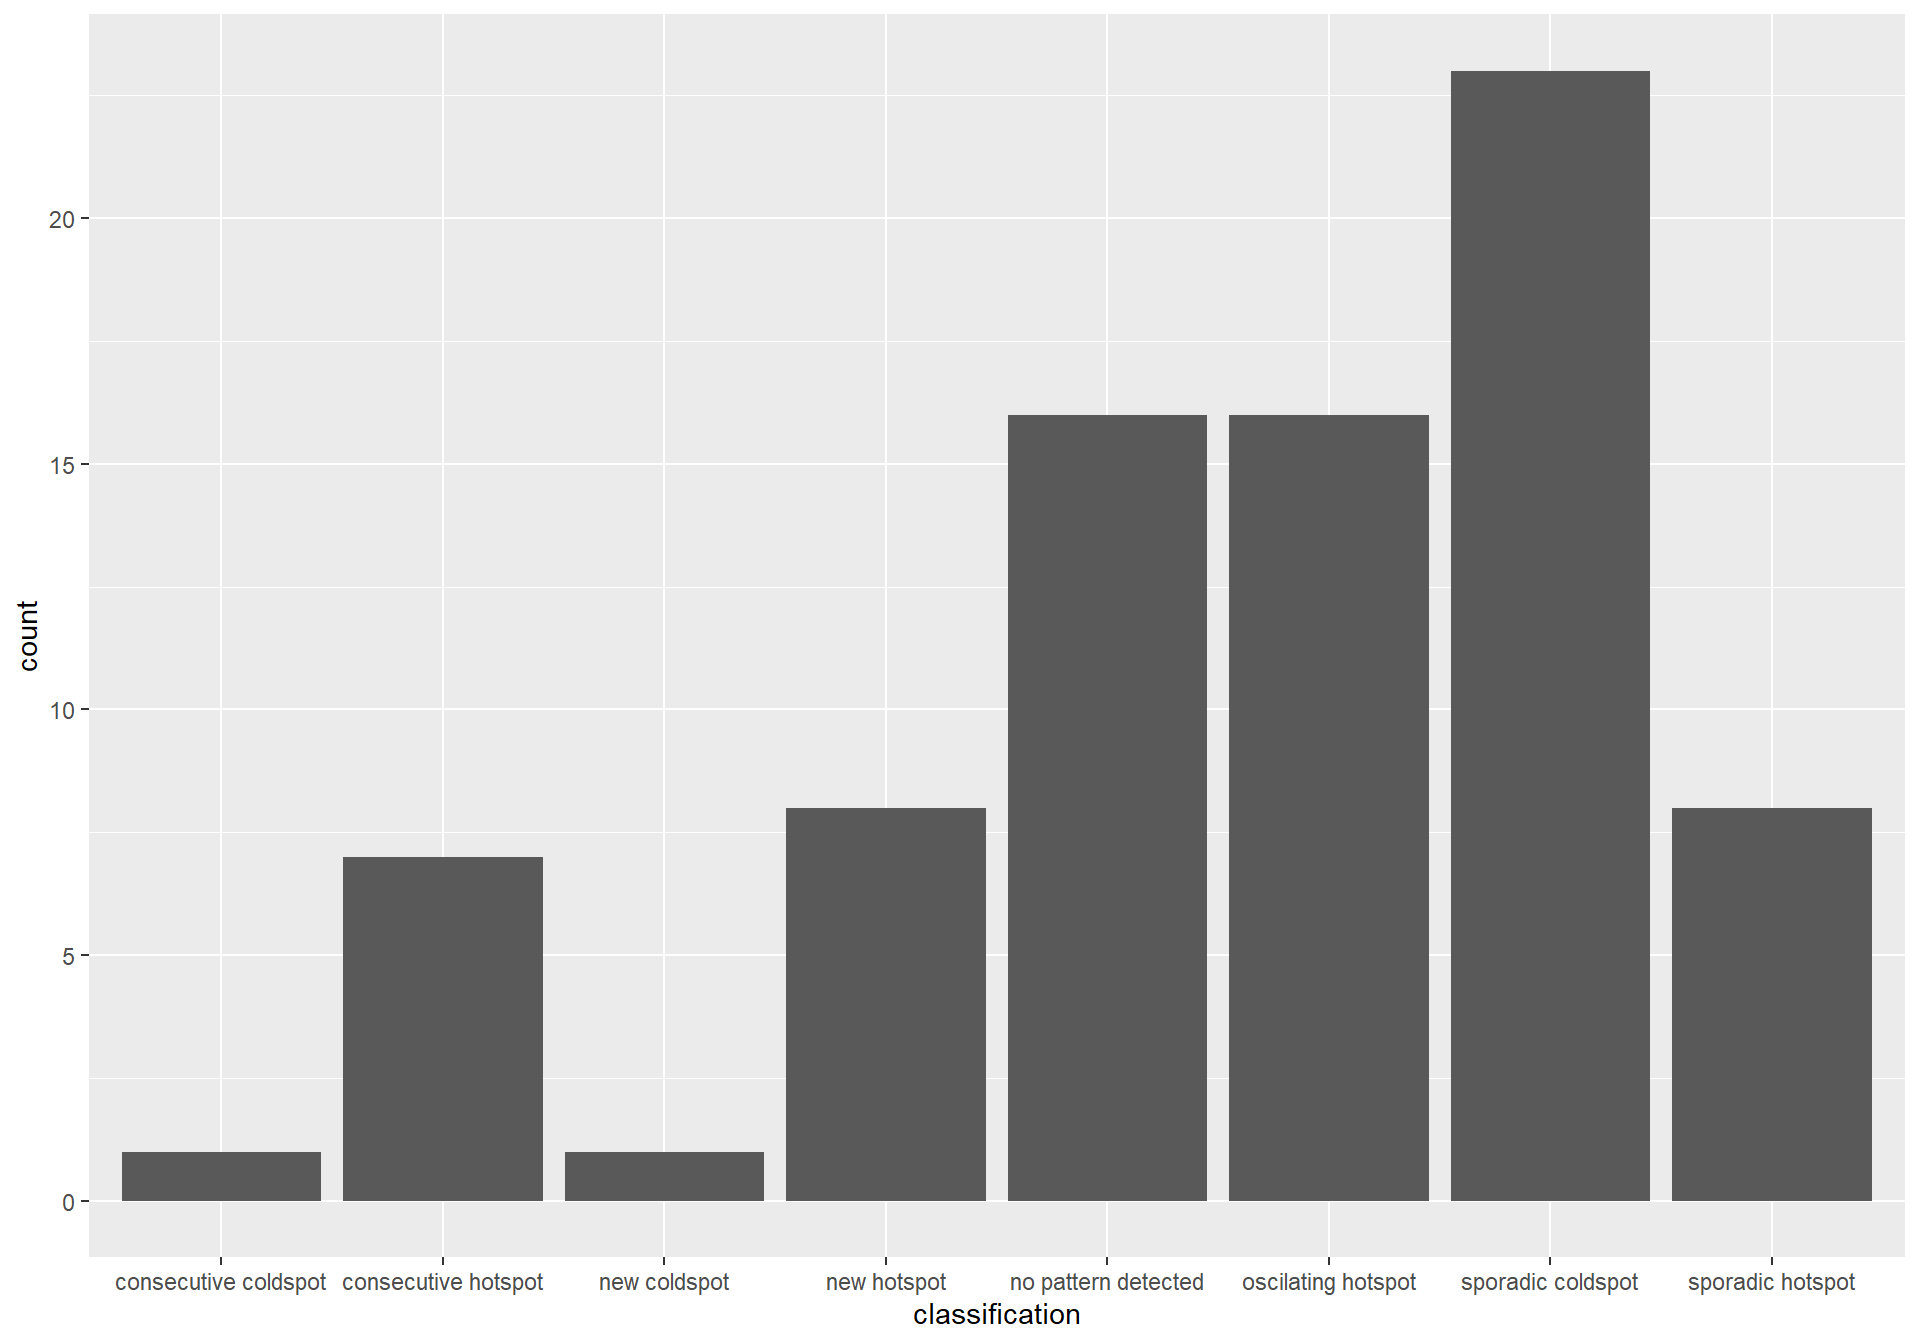 count
20
15
10
5
0
consecutive coldspot consecutive hotspot new coldspot new hotspot no pattern detected oscilating hotspot sporadic coldspot sporadic hotspot
classification